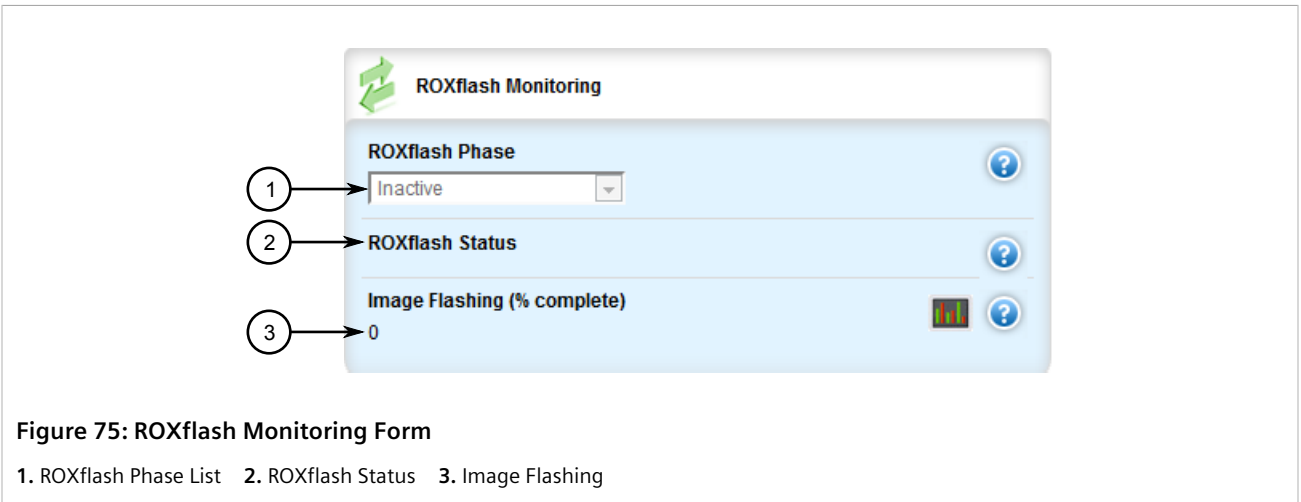 ROXflash Monitoring
ROXflash Phase
1
Inactive
2
ROXflash Status
Image Flashing (% complete)
3
0
Figure 75: ROXflash Monitoring Form
1. ROXflash Phase List 2. ROXflash Status 3. Image Flashing